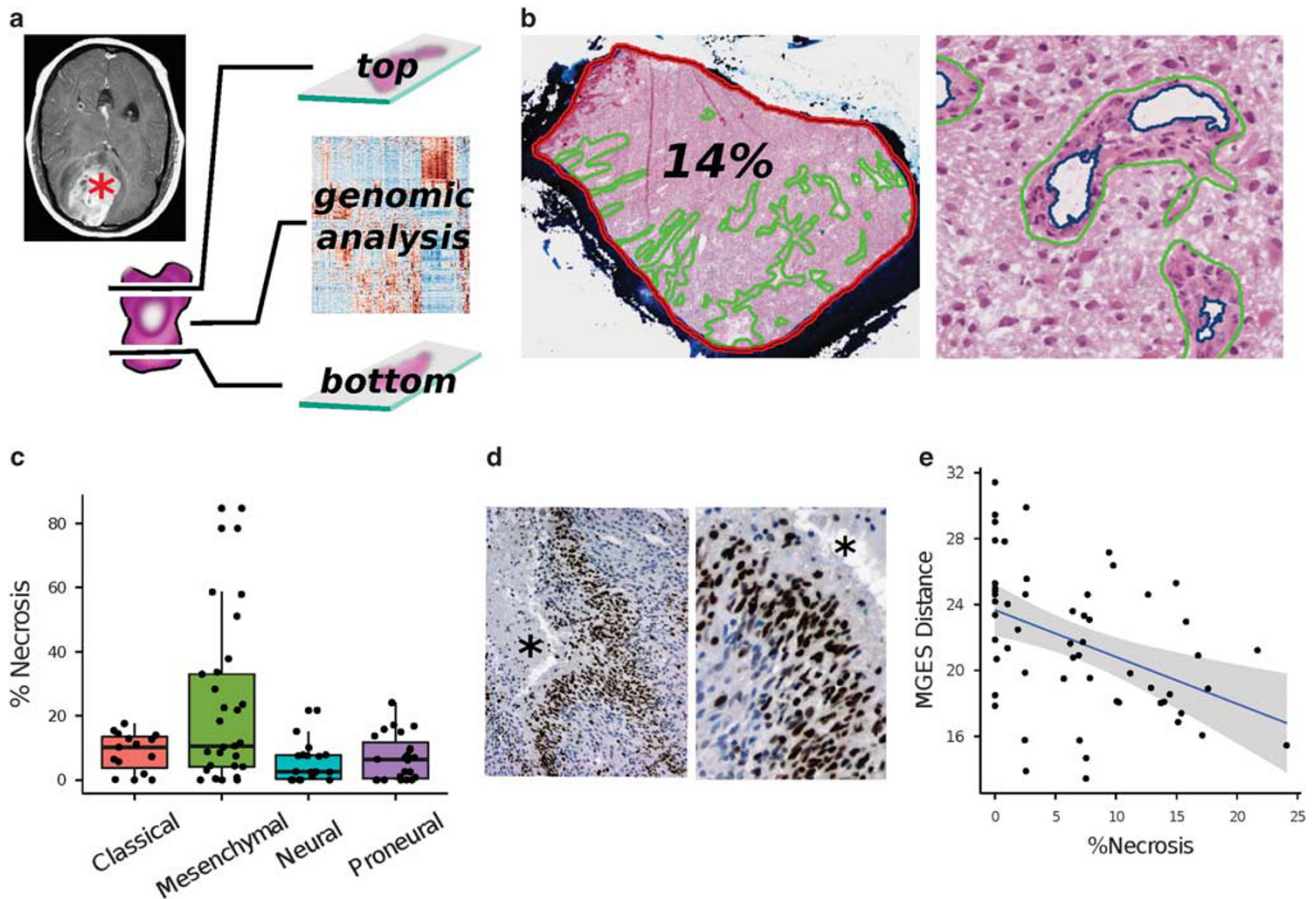 a
top
*
genomic
analysis
bottom
b
14%
c
% Necrosis
80
60
40
20
0
Classical
Mesenchymal
Neural
Proneural
d
*
*
e
MGES Distance
32
28
24
20
16
0
5
10
15
20
25
%Necrosis